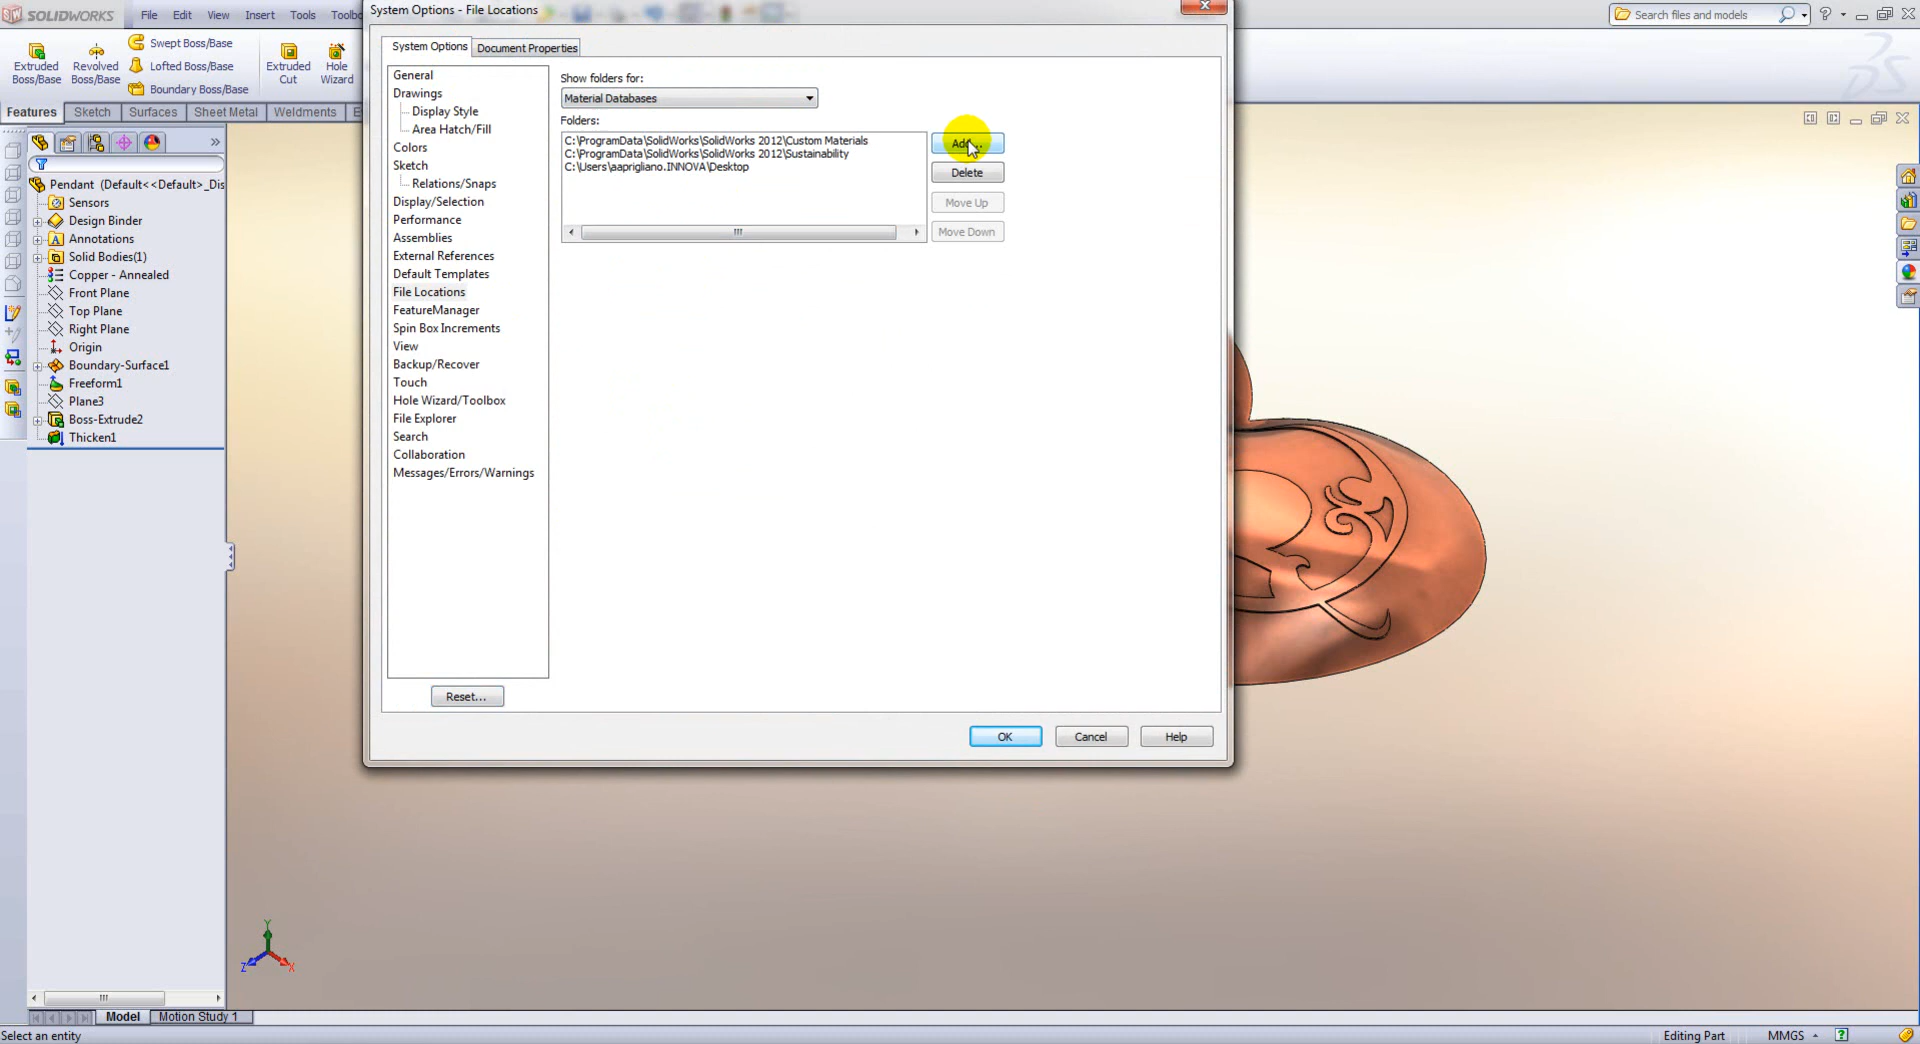 SOLIDWORKS
File Edit View Insert Tools
System Options - File Locations
Search files and models
Extruded Boss/Base
Revolved Boss/Base
Swept Boss/Base
Lofted Boss/Base
Boundary Boss/Base
Extruded Cut
Hole Wizard
Features Sketch Surfaces Sheet Metal Weldments
Pendant (Default<<Default>_Dis
Sensors
Design Binder
Annotations
Solid Bodies(1)
Copper - Annealed
Front Plane
Top Plane
Right Plane
Origin
Boundary-Surface1
Freeform1
Plane3
Boss-Extrude2
Thicken1
System Options Document Properties
General
Drawings
Display Style
Area Hatch/Fill
Colors
Sketch
Relations/Snaps
Display/Selection
Performance
Assemblies
External References
Default Templates
File Locations
FeatureManager
Spin Box Increments
View
Backup/Recover
Touch
Hole Wizard/Toolbox
File Explorer
Search
Collaboration
Messages/Errors/Warnings
Reset...
Show folders for:
Material Databases
Folders:
C:\ProgramData\SolidWorks\SolidWorks 2012\Custom Materials
C:\ProgramData\SolidWorks\SolidWorks 2012\Sustainability
C:\Users\aaprigliano.INNOVA\Desktop
Delete
Move Up
Move Down
OK Cancel Help
Y
Z X
Model Motion Study 1
Select an entity
Editing Part MMGS